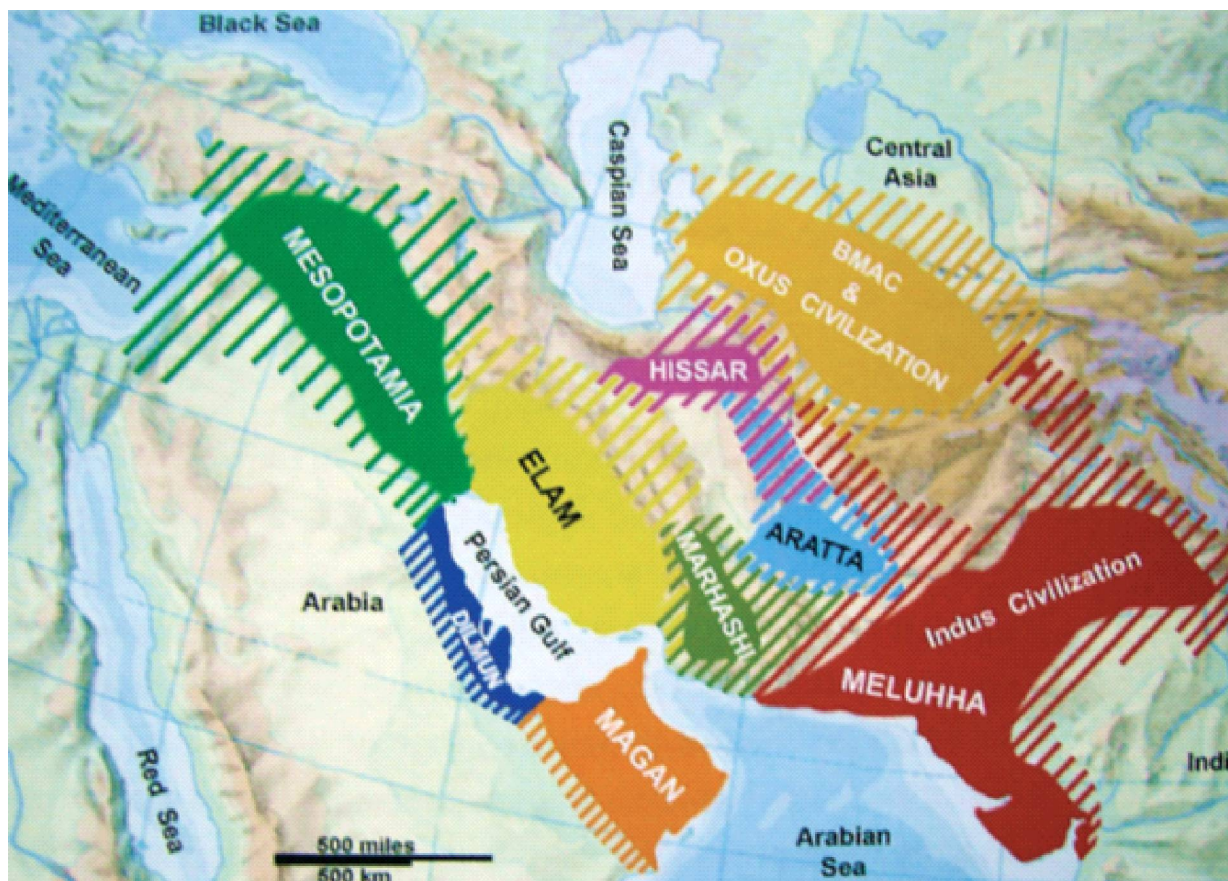 Black Sea
Caspian Sea
Central
Asia
Mediterranean
Sea
MESOPOTAMIA
BMAC
&
OXUS CIVILIZATION
HISSAR
ELAM
ARATTA
MARHASHI
Persian Gulf
Arabia
DILMUN
Indus Civilization
MELUHHA
MAGAN
Red Sea
Indi
Arabian
Sea
500 miles
500 km